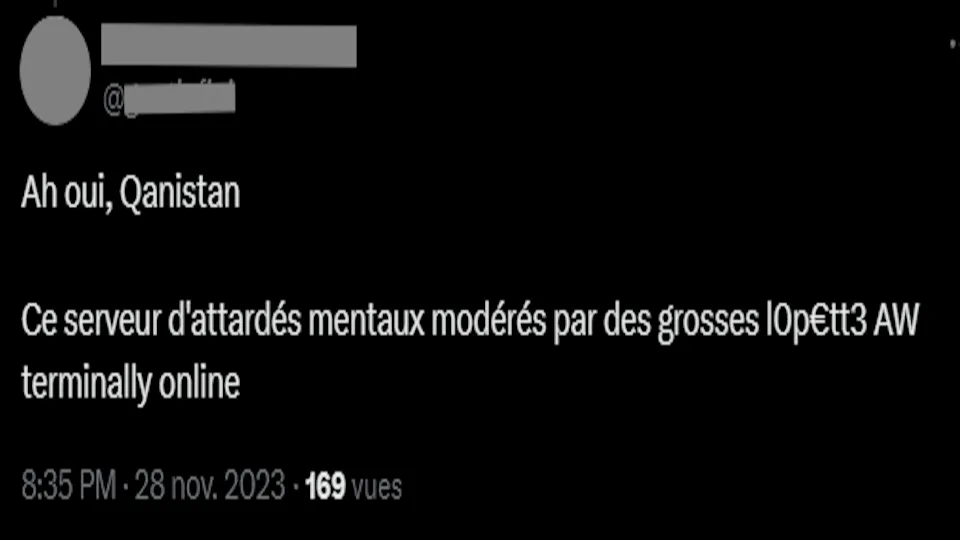 @
Ah oui, Qanistan
Ce serveur d'attardés mentaux modérés par des grosses l0p€tt3 AW
terminally online
8:35 PM · 28 nov. 2023 · 169 vues